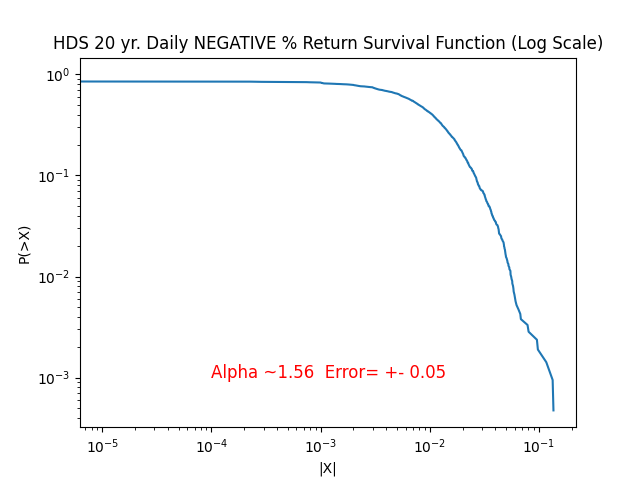 HDS 20 yr. Daily NEGATIVE % Return Survival Function (Log Scale)
10⁰
10⁻¹
10⁻²
10⁻³
P(>X)
Alpha ~1.56  Error= +- 0.05
10⁻⁵ 10⁻⁴ 10⁻³ 10⁻² 10⁻¹
|X|